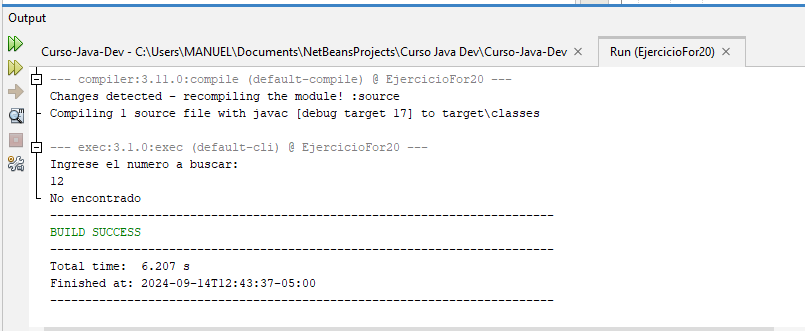 Output
Curso-Java-Dev - C:\Users\MANUEL\Documents\NetBeansProjects\Curso Java Dev\Curso-Java-Dev × Run (EjercicioFor20) ×
--- compiler:3.11.0:compile (default-compile) @ EjercicioFor20 ---
Changes detected - recompiling the module! :source
Compiling 1 source file with javac [debug target 17] to target\classes
--- exec:3.1.0:exec (default-cli) @ EjercicioFor20 ---
Ingrese el numero a buscar:
12
No encontrado
------------------------------------------------------------------------
BUILD SUCCESS
------------------------------------------------------------------------
Total time:  6.207 s
Finished at: 2024-09-14T12:43:37-05:00
------------------------------------------------------------------------